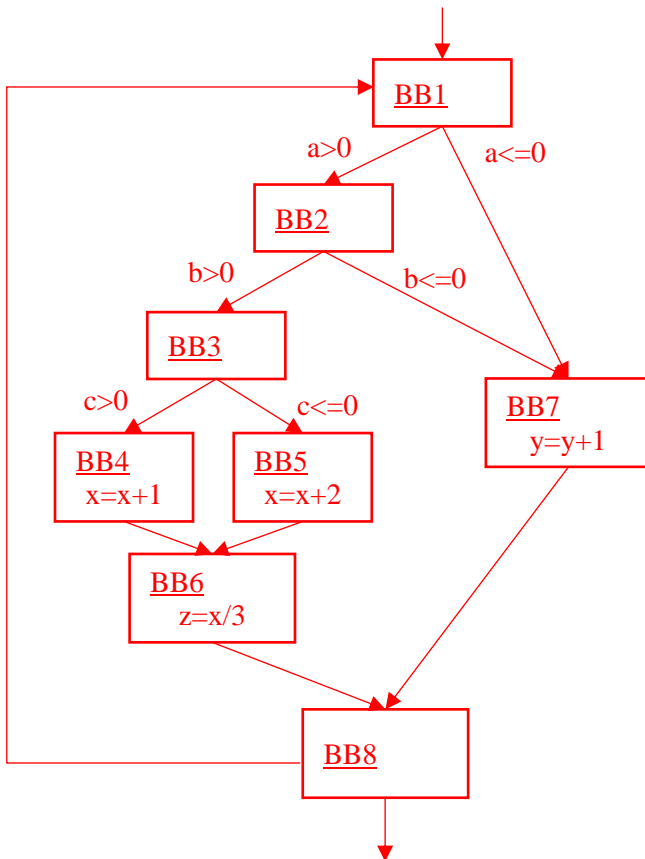 BB1
a>0
a<=0
BB2
b>0
b<=0
BB3
c>0
c<=0
BB7
y=y+1
BB4
x=x+1
BB5
x=x+2
BB6
z=x/3
BB8